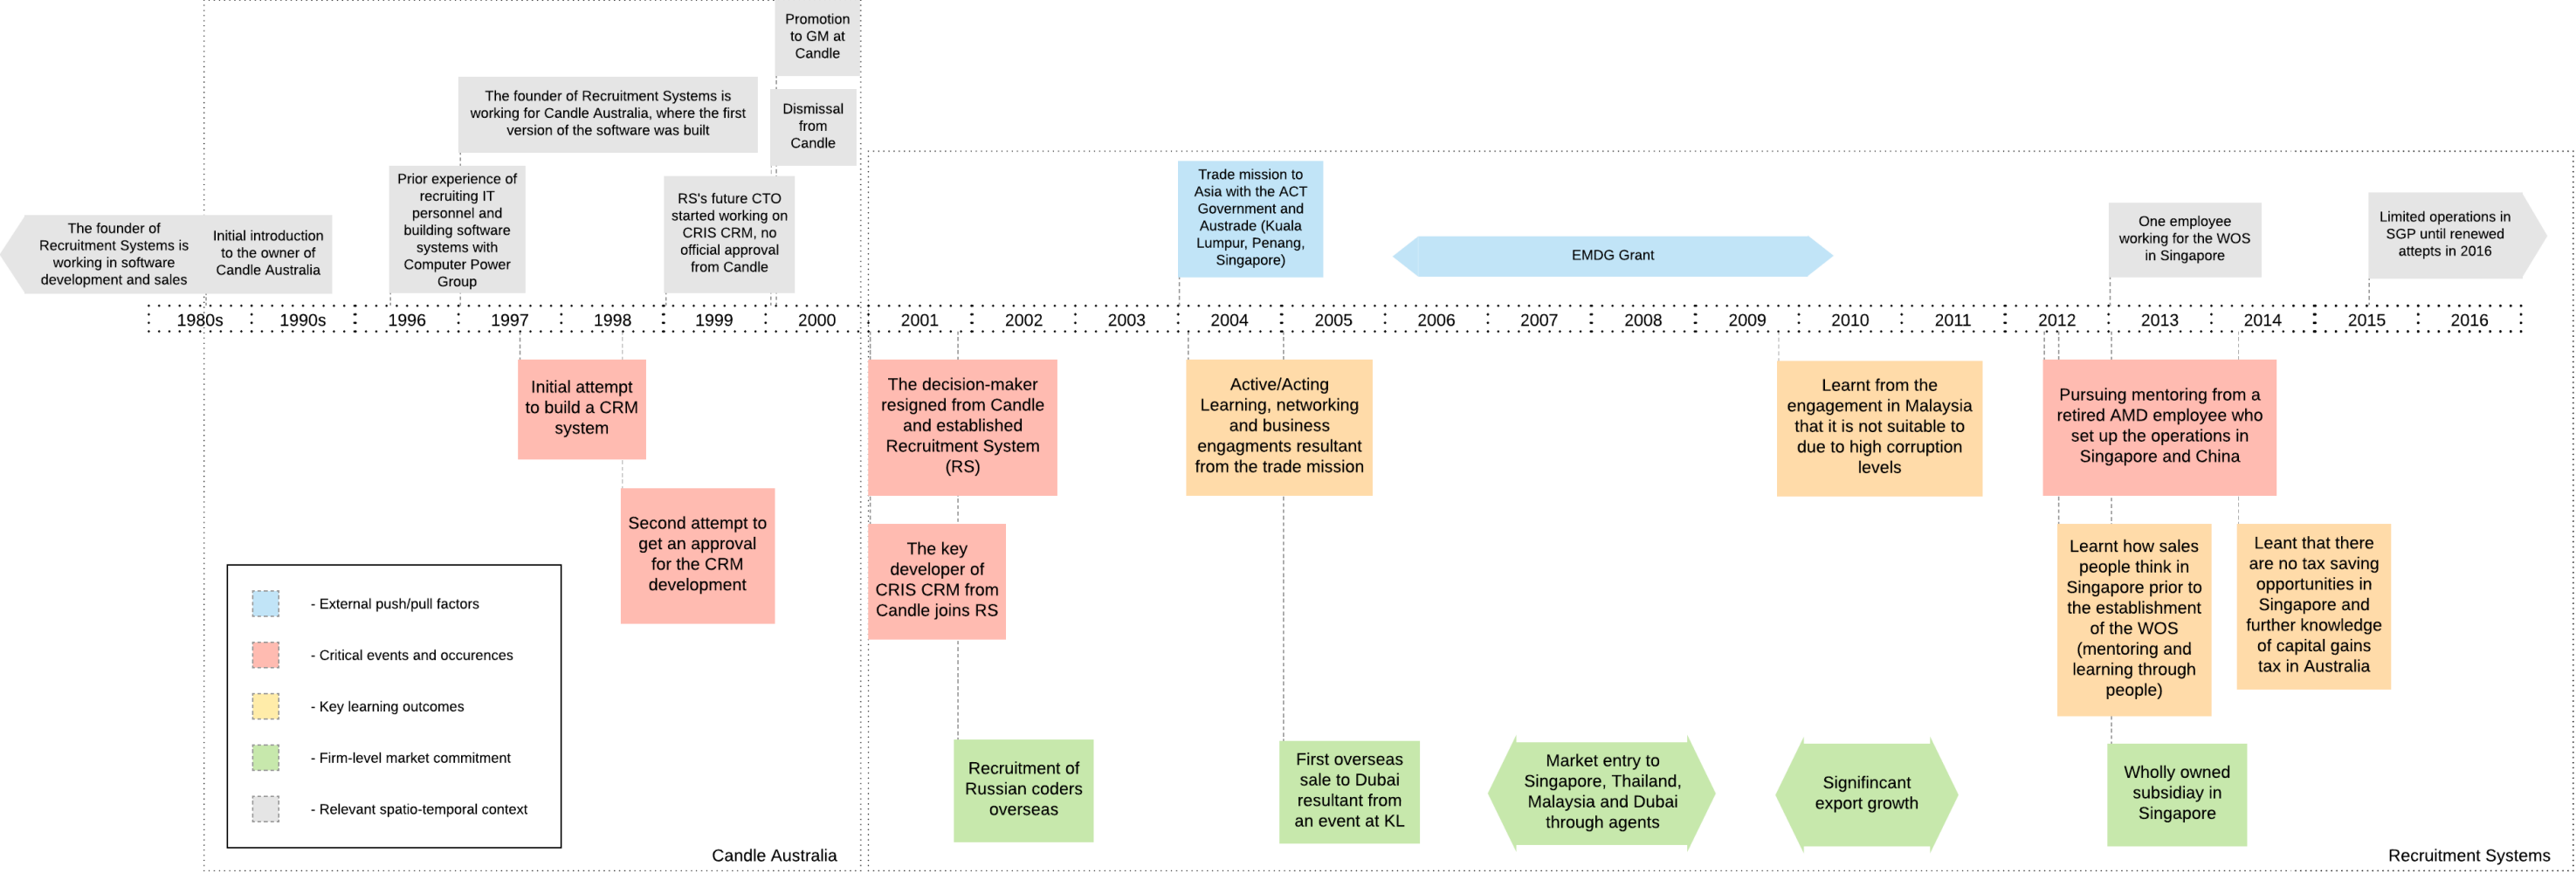 Promotion
to GM at
Candle
The founder of Recruitment Systems is
working for Candle Australia, where the first
version of the software was built
Dismissal
from
Candle
The founder of
Recruitment Systems is
working in software
development and sales
Initial introduction
to the owner of
Candle Australia
Prior experience of
recruiting IT
personnel and
building software
systems with
Computer Power
Group
RS's future CTO
started working on
CRIS CRM, no
official approval
from Candle
Trade mission to
Asia with the ACT
Government and
Austrade (Kuala
Lumpur, Penang,
Singapore)
EMDG Grant
One employee
working for the WOS
in Singapore
Limited operations in
SGP until renewed
attepts in 2016
1980s 1990s 1996 1997 1998 1999 2000 2001 2002 2003 2004 2005 2006 2007 2008 2009 2010 2011 2012 2013 2014 2015 2016
Initial attempt
to build a CRM
system
Second attempt to
get an approval
for the CRM
development
The decision-maker
resigned from Candle
and established
Recruitment System
(RS)
The key
developer of
CRIS CRM from
Candle joins RS
Active/Acting
Learning, networking
and business
engagments resultant
from the trade mission
Learnt from the
engagement in Malaysia
that it is not suitable to
due to high corruption
levels
Pursuing mentoring from a
retired AMD employee who
set up the operations in
Singapore and China
Learnt how sales
people think in
Singapore prior to
the establishment
of the WOS
(mentoring and
learning through
people)
Leant that there
are no tax saving
opportunities in
Singapore and
further knowledge
of capital gains
tax in Australia
- External push/pull factors
- Critical events and occurences
- Key learning outcomes
- Firm-level market commitment
- Relevant spatio-temporal context
Recruitment of
Russian coders
overseas
First overseas
sale to Dubai
resultant from
an event at KL
Market entry to
Singapore, Thailand,
Malaysia and Dubai
through agents
Signifincant
export growth
Wholly owned
subsidiay in
Singapore
Candle Australia
Recruitment Systems